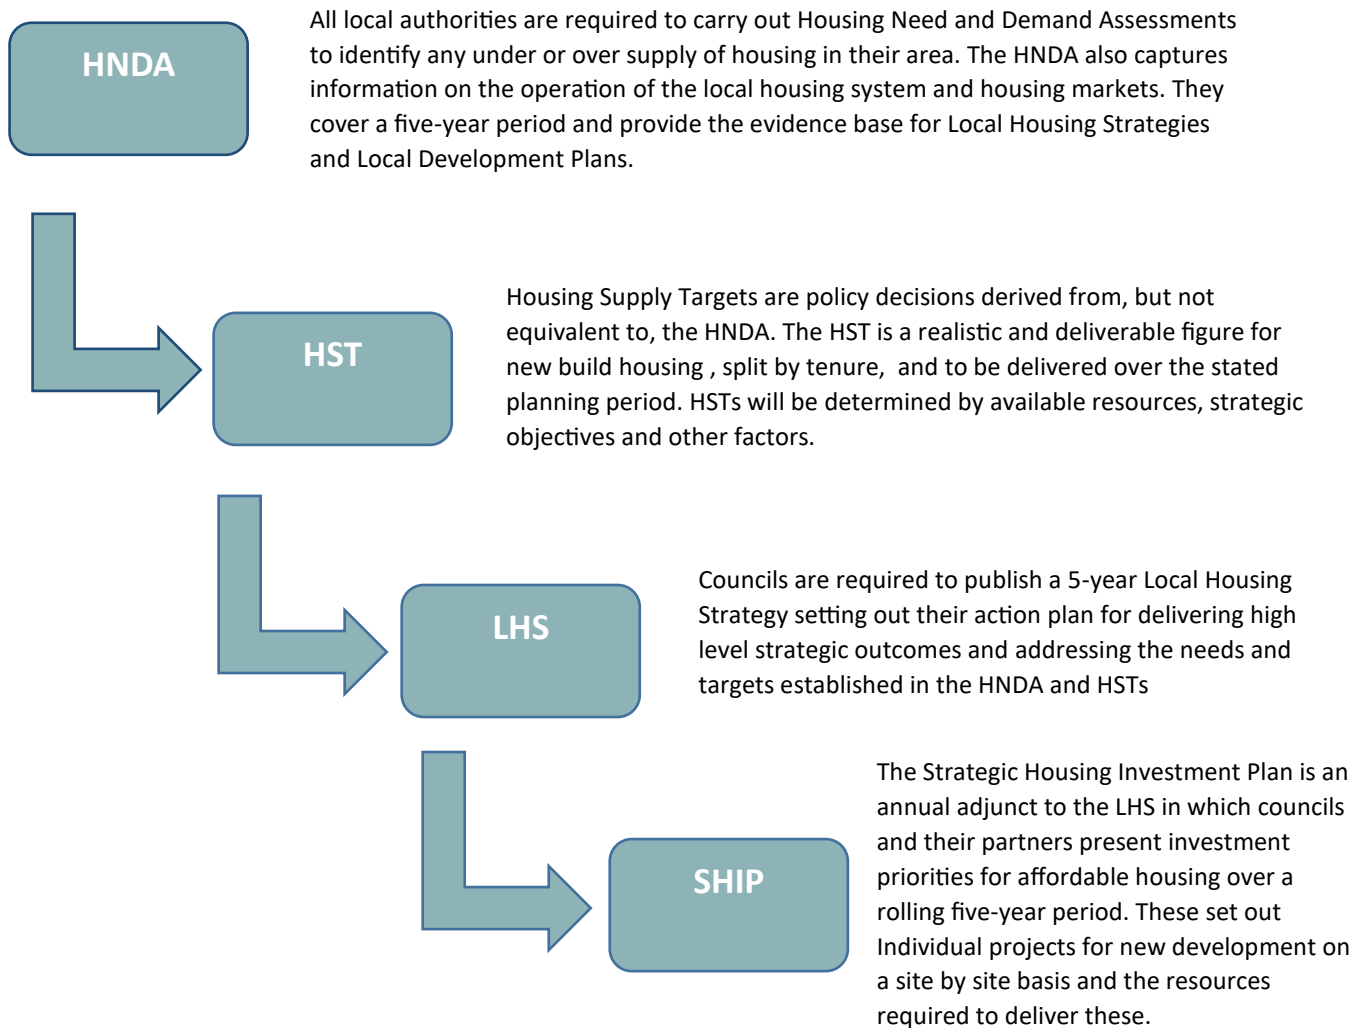 HNDA
All local authorities are required to carry out Housing Need and Demand Assessments
to identify any under or over supply of housing in their area. The HNDA also captures
information on the operation of the local housing system and housing markets. They
cover a five-year period and provide the evidence base for Local Housing Strategies
and Local Development Plans.
HST
Housing Supply Targets are policy decisions derived from, but not
equivalent to, the HNDA. The HST is a realistic and deliverable figure for
new build housing , split by tenure,  and to be delivered over the stated
planning period. HSTs will be determined by available resources, strategic
objectives and other factors.
LHS
Councils are required to publish a 5-year Local Housing
Strategy setting out their action plan for delivering high
level strategic outcomes and addressing the needs and
targets established in the HNDA and HSTs
SHIP
The Strategic Housing Investment Plan is an
annual adjunct to the LHS in which councils
and their partners present investment
priorities for affordable housing over a
rolling five-year period. These set out
Individual projects for new development on
a site by site basis and the resources
required to deliver these.